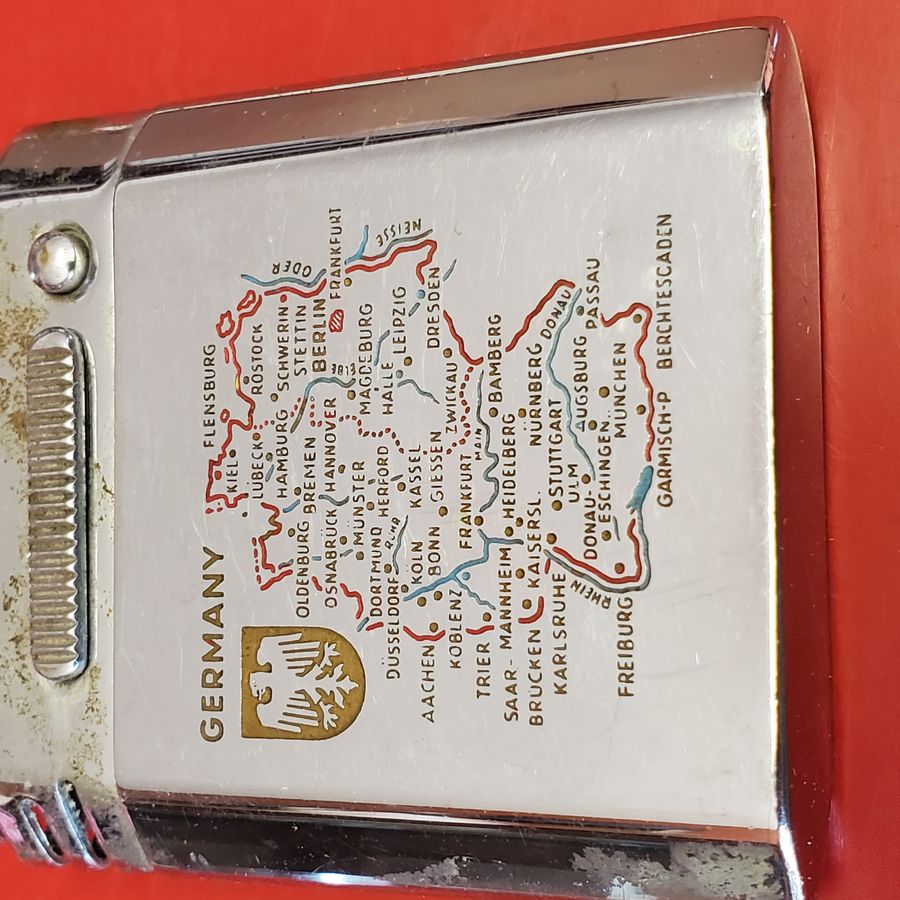 GERMANY
FLENSBURG
KIEL
ROSTOCK
LÜBECK
SCHWERIN
HAMBURG
STETTIN
ODER
BREMEN
BERLIN
FRANKFURT
OLDENBURG
HANNOVER
ELBE
NEISSE
OSNABRÜCK
MAGDEBURG
MÜNSTER
HALLE
LEIPZIG
DORTMUND
HERFORD
RUHR
DÜSSELDORF
KASSEL
DRESDEN
KÖLN
GIESSEN
ZWICKAU
AACHEN
BONN
KOBLENZ
FRANKFURT
MAIN
BAMBERG
TRIER
MANNHEIM
HEIDELBERG
SAAR-
BRÜCKEN
KAISERSL.
NÜRNBERG
DONAU
KARLSRUHE
STUTTGART
ULM
AUGSBURG
PASSAU
DONAU-
ESCHINGEN
MÜNCHEN
RHEIN
FREIBURG
GARMISCH-P
BERCHTESCADEN